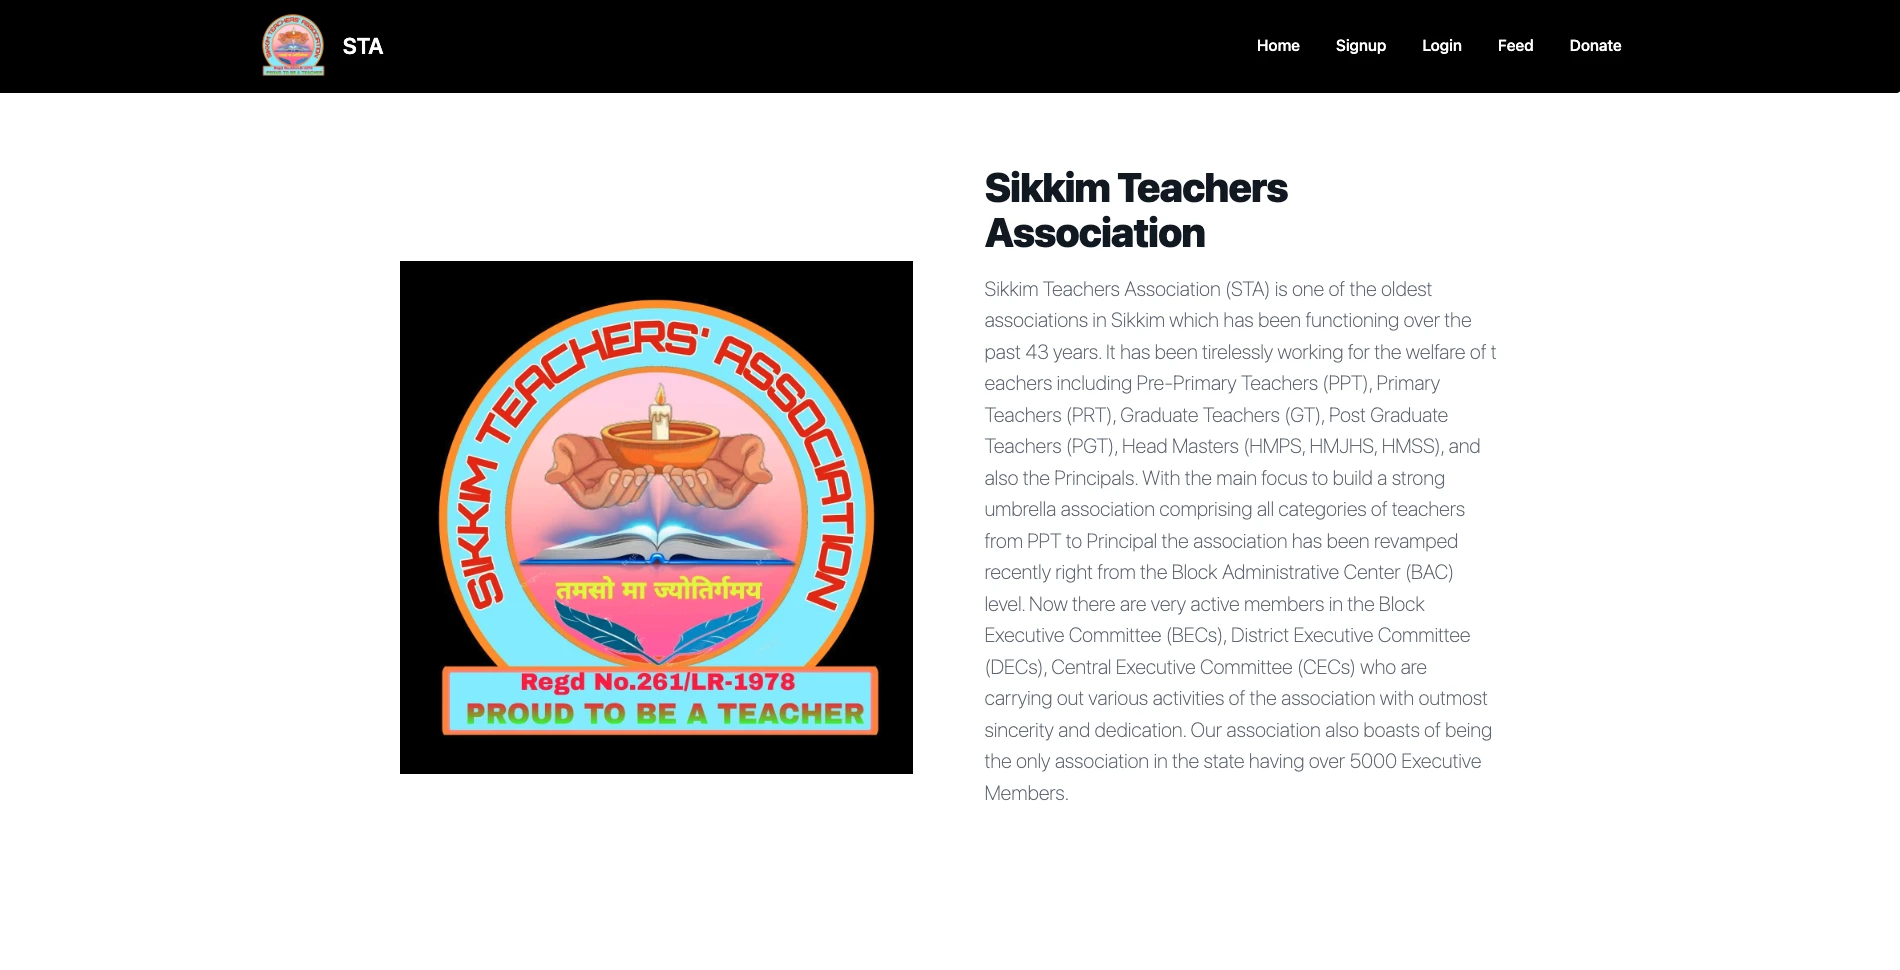 STA
Home
Signup
Login
Feed
Donate
SIKKIM TEACHERS' ASSOCIATION
तमसो मा ज्योतिर्गमय
Regd No.261/LR-1978
PROUD TO BE A TEACHER
Sikkim Teachers
Association
Sikkim Teachers Association (STA) is one of the oldest
associations in Sikkim which has been functioning over the
past 43 years. It has been tirelessly working for the welfare of t
eachers including Pre-Primary Teachers (PPT), Primary
Teachers (PRT), Graduate Teachers (GT), Post Graduate
Teachers (PGT), Head Masters (HMPS, HMJHS, HMSS), and
also the Principals. With the main focus to build a strong
umbrella association comprising all categories of teachers
from PPT to Principal the association has been revamped
recently right from the Block Administrative Center (BAC)
level. Now there are very active members in the Block
Executive Committee (BECs), District Executive Committee
(DECs), Central Executive Committee (CECs) who are
carrying out various activities of the association with outmost
sincerity and dedication. Our association also boasts of being
the only association in the state having over 5000 Executive
Members.